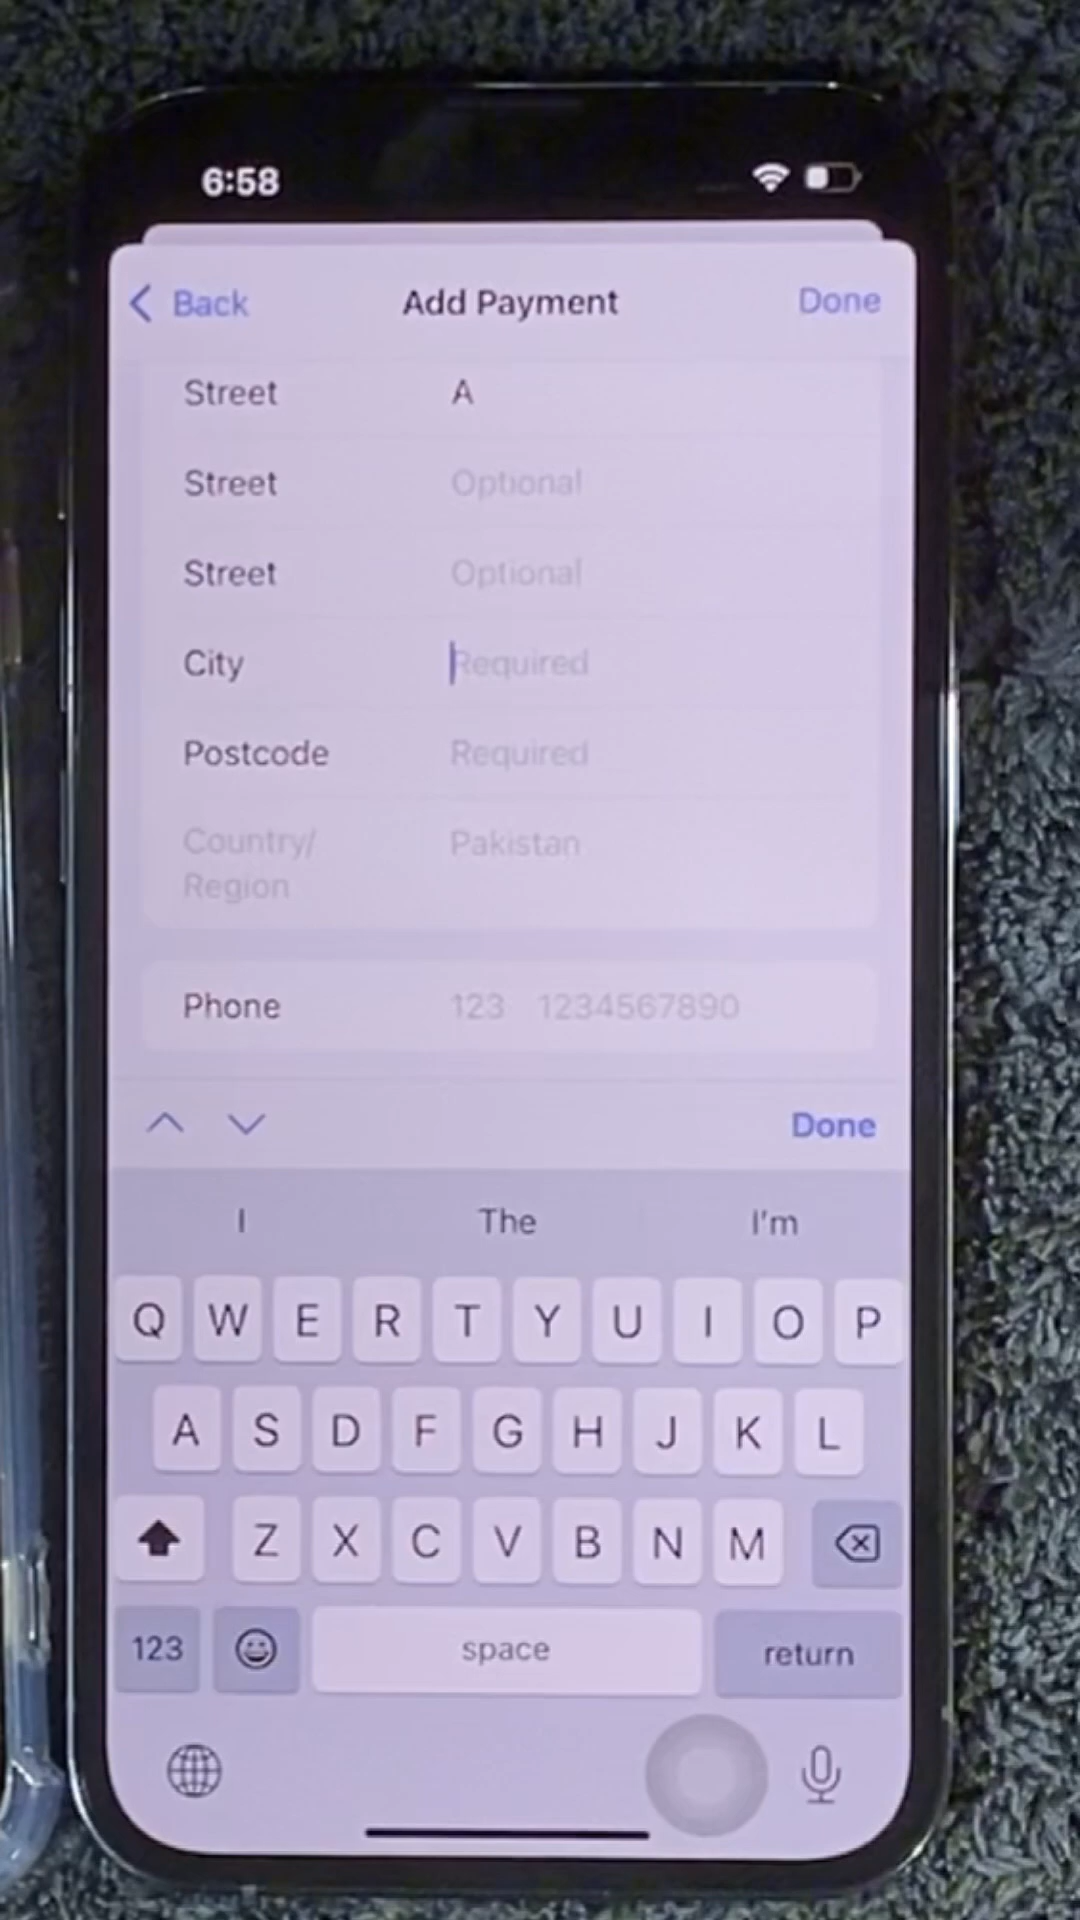 6:58
Back Add Payment Done
Street A
Street Optional
Street Optional
City Required
Postcode Required
Country/ Pakistan
Region
Phone 123 1234567890
Done
I The I'm
Q W E R T Y U I O P
A S D F G H J K L
Z X C V B N M
123 space return